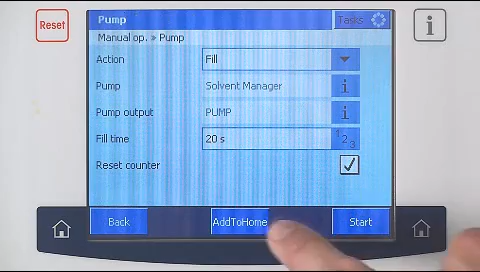 Reset
Pump
Tasks
Manual op. » Pump
Action Fill
Pump Solvent Manager
Pump output PUMP
Fill time 20 s 123
Reset counter
Back AddToHome Start